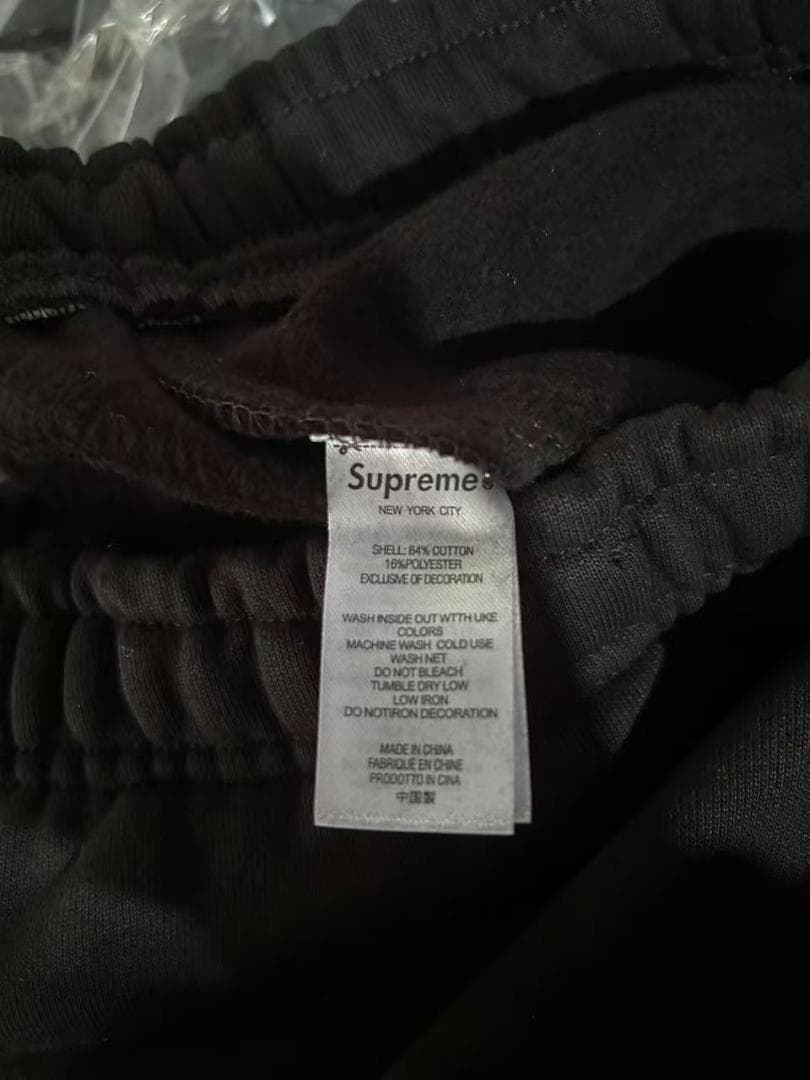 Supreme®
NEW YORK CITY
SHELL: 84% COTTON
16%POLYESTER
EXCLUSIVE OF DECORATION
WASH INSIDE OUT WTTH UKE
COLORS
MACHINE WASH COLD USE
WASH NET
DO NOT BLEACH
TUMBLE DRY LOW
LOW IRON
DO NOTIRON DECORATION
MADE IN CHINA
FABRIQUÉ EN CHINE
PRODOTTO IN CINA
中国製